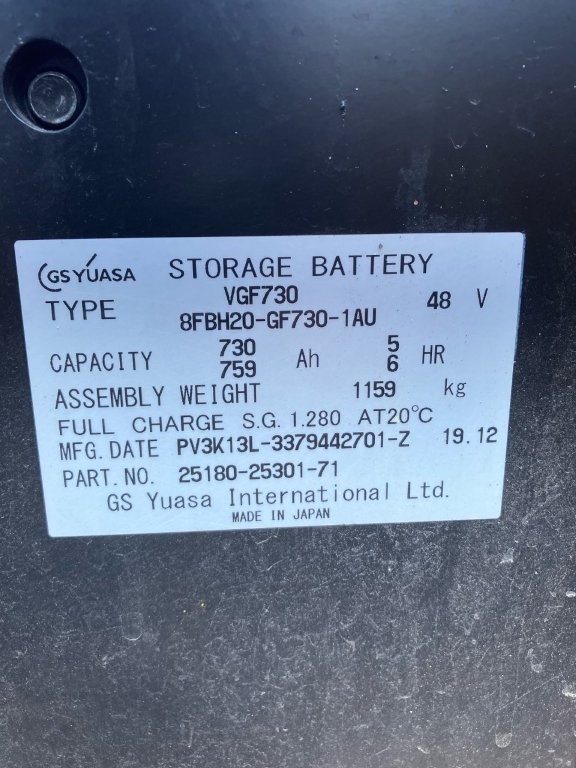 GS YUASA STORAGE BATTERY
TYPE VGF730 48 V
8FBH20-GF730-1AU
CAPACITY 730 Ah 5 HR
759 6
ASSEMBLY WEIGHT 1159 kg
FULL CHARGE S.G. 1.280 AT20°C
MFG. DATE PV3K13L-3379442701-Z 19.12
PART. NO. 25180-25301-71
GS Yuasa International Ltd.
MADE IN JAPAN